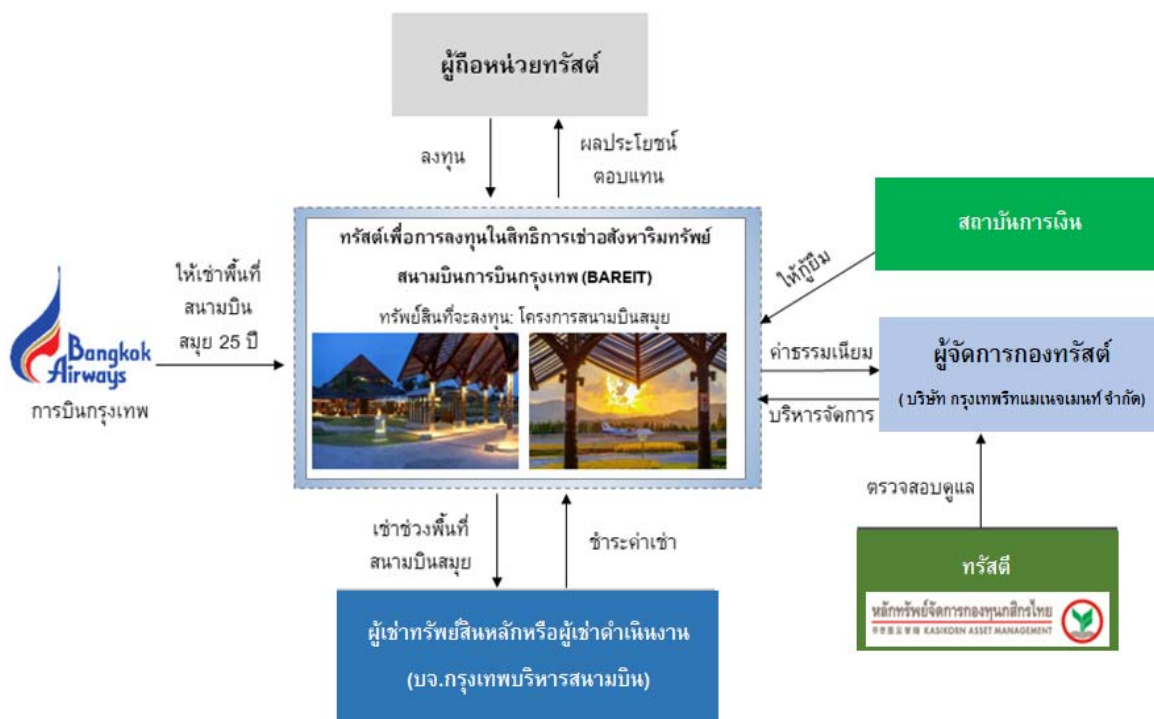 ผู้ถือหน่วยทรัสต์
ลงทุน
ผลประโยชน์
ตอบแทน
ทรัสต์เพื่อการลงทุนในสิทธิการเช่าอสังหาริมทรัพย์
สนามบินการบินกรุงเทพ (BAREIT)
ทรัพย์สินที่จะลงทุน: โครงการสนามบินสมุย
สถาบันการเงิน
ให้กู้ยืม
ให้เช่าพื้นที่
สนามบิน
สมุย 25 ปี
Bangkok
Airways
การบินกรุงเทพ
ค่าธรรมเนียม
บริหารจัดการ
ผู้จัดการกองทรัสต์
( บริษัท กรุงเทพรีทแมเนจเมนท์ จำกัด)
ตรวจสอบดูแล
ทรัสตี
หลักทรัพย์จัดการกองทุนกสิกรไทย
KASIKORN ASSET MANAGEMENT
เช่าช่วงพื้นที่
สนามบินสมุย
ชำระค่าเช่า
ผู้เช่าทรัพย์สินหลักหรือผู้เช่าดำเนินงาน
(บจ.กรุงเทพบริหารสนามบิน)